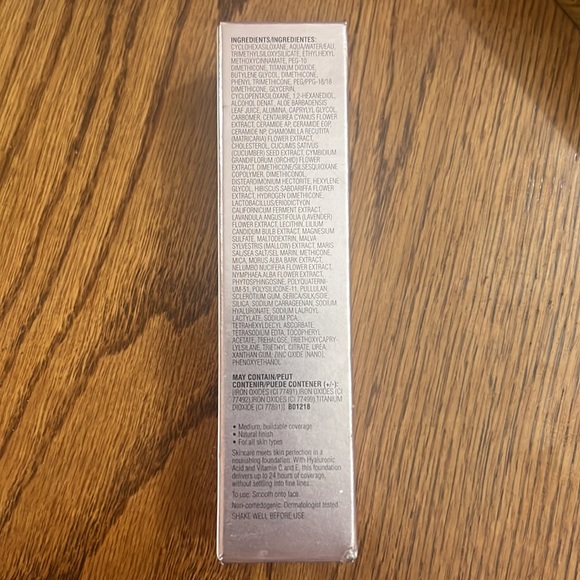 INGREDIENTS/INGREDIENTES:
CYCLOHEXASILOXANE, AQUA/WATER/EAU,
TRIMETHYLSILOXYSILICATE, ETHYLHEXYL
METHOXYCINNAMATE, PEG-10
DIMETHICONE, TITANIUM DIOXIDE,
BUTYLENE GLYCOL, DIMETHICONE,
PHENYL TRIMETHICONE, PEG/PPG-18/18
DIMETHICONE, GLYCERIN,
CYCLOPENTASILOXANE, 1,2-HEXANEDIOL,
ALCOHOL DENAT., ALOE BARBADENSIS
LEAF JUICE, ALUMINA, CAPRYLYL GLYCOL,
CARBOMER, CENTAUREA CYANUS FLOWER
EXTRACT, CERAMIDE AP, CERAMIDE EOP,
CERAMIDE NP, CHAMOMILLA RECUTITA
(MATRICARIA) FLOWER EXTRACT,
CHOLESTEROL, CUCUMIS SATIVUS
(CUCUMBER) SEED EXTRACT, CYMBIDIUM
GRANDIFLORUM (ORCHID) FLOWER
EXTRACT, DIMETHICONE/SILSESQUIOXANE
COPOLYMER, DIMETHICONOL,
DISTEARDIMONIUM HECTORITE, HEXYLENE
GLYCOL, HIBISCUS SABDARIFFA FLOWER
EXTRACT, HYDROGEN DIMETHICONE,
LACTOBACILLUS/ERIODICTYON
CALIFORNICUM FERMENT EXTRACT,
LAVANDULA ANGUSTIFOLIA (LAVENDER)
FLOWER EXTRACT, LECITHIN, LILIUM
CANDIDUM BULB EXTRACT, MAGNESIUM
SULFATE, MALTODEXTRIN, MALVA
SYLVESTRIS (MALLOW) EXTRACT, MARIS
SAL/SEA SALT/SEL MARIN, METHICONE,
MICA, MORUS ALBA BARK EXTRACT,
NELUMBO NUCIFERA FLOWER EXTRACT,
NYMPHAEA ALBA FLOWER EXTRACT,
PHYTOSPHINGOSINE, POLYQUATERNI-
UM-51, POLYSILICONE-11, PULLULAN,
SCLEROTIUM GUM, SERICA/SILK/SOIE,
SILICA, SODIUM CARRAGEENAN, SODIUM
HYALURONATE, SODIUM LAUROYL
LACTYLATE, SODIUM PCA,
TETRAHEXYLDECYL ASCORBATE,
TETRASODIUM EDTA, TOCOPHERYL
ACETATE, TREHALOSE, TRIETHOXYCAPRY-
LYLSILANE, TRIETHYL CITRATE, UREA,
XANTHAN GUM, ZINC OXIDE (NANO),
PHENOXYETHANOL
MAY CONTAIN/PEUT
CONTENIR/PUEDE CONTENER (+/-):
[IRON OXIDES (CI 77491), IRON OXIDES (CI
77492), IRON OXIDES (CI 77499), TITANIUM
DIOXIDE (CI 77891)] B01218
• Medium, buildable coverage
• Natural finish
• For all skin types
Skincare meets skin perfection in a
nourishing foundation. With Hyaluronic
Acid and Vitamin C and E, this foundation
delivers up to 24 hours of coverage,
without settling into fine lines.
To use: Smooth onto face.
Non-comedogenic. Dermatologist tested.
SHAKE WELL BEFORE USE.